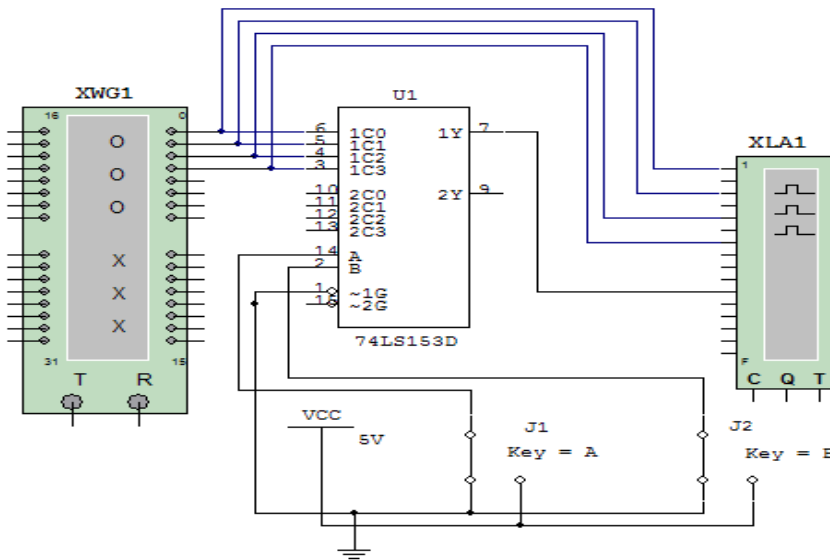 XWG1
16 0
O
O
O
X
X
X
31 15
T R
U1
6 1C0 1Y 7
5 1C1
4 1C2
3 1C3
10 2C0 2Y 9
11 2C1
12 2C2
13 2C3
14 A
2 B
1 ~1G
15 ~2G
74LS153D
XLA1
1
F
C Q T
VCC
5V
J1
Key = A
J2
Key = B